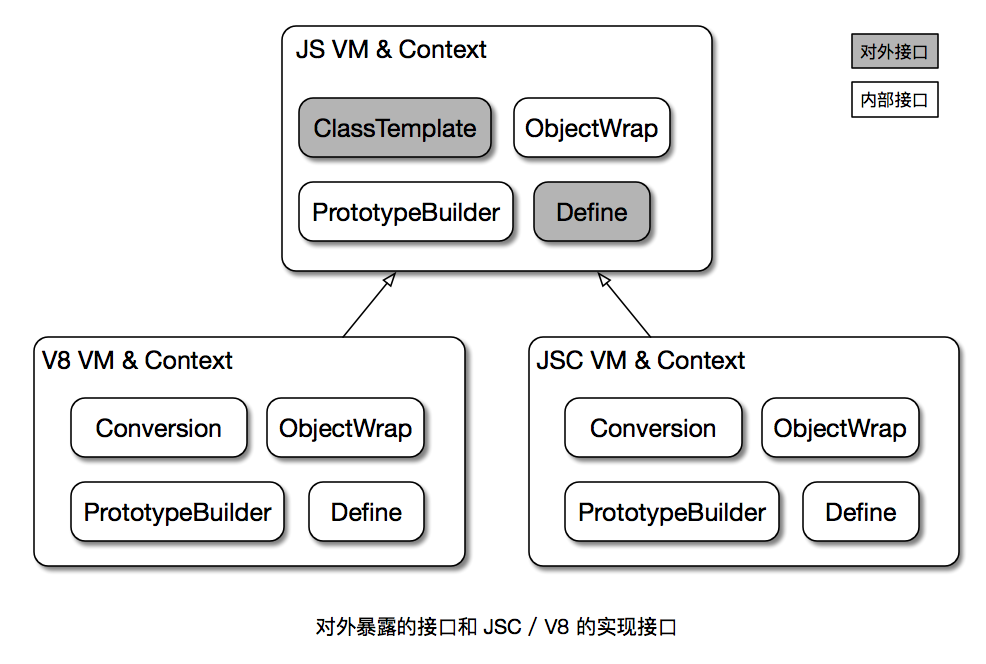 JS VM & Context
对外接口
内部接口
ClassTemplate
ObjectWrap
PrototypeBuilder
Define
V8 VM & Context
Conversion
ObjectWrap
PrototypeBuilder
Define
JSC VM & Context
Conversion
ObjectWrap
PrototypeBuilder
Define
对外暴露的接口和 JSC / V8 的实现接口